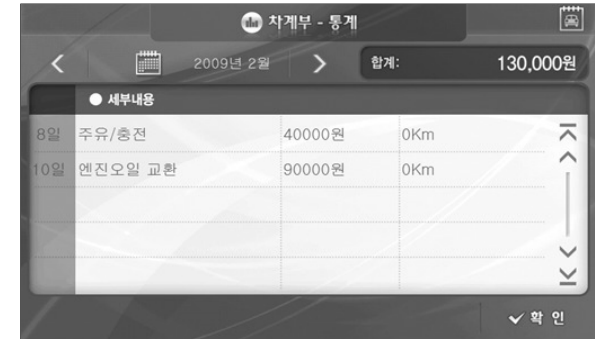 차계부 - 통계
2009년 2월 합계: 130,000원
세부내용
8일 주유/충전 40000원 0Km
10일 엔진오일 교환 90000원 0Km
확 인